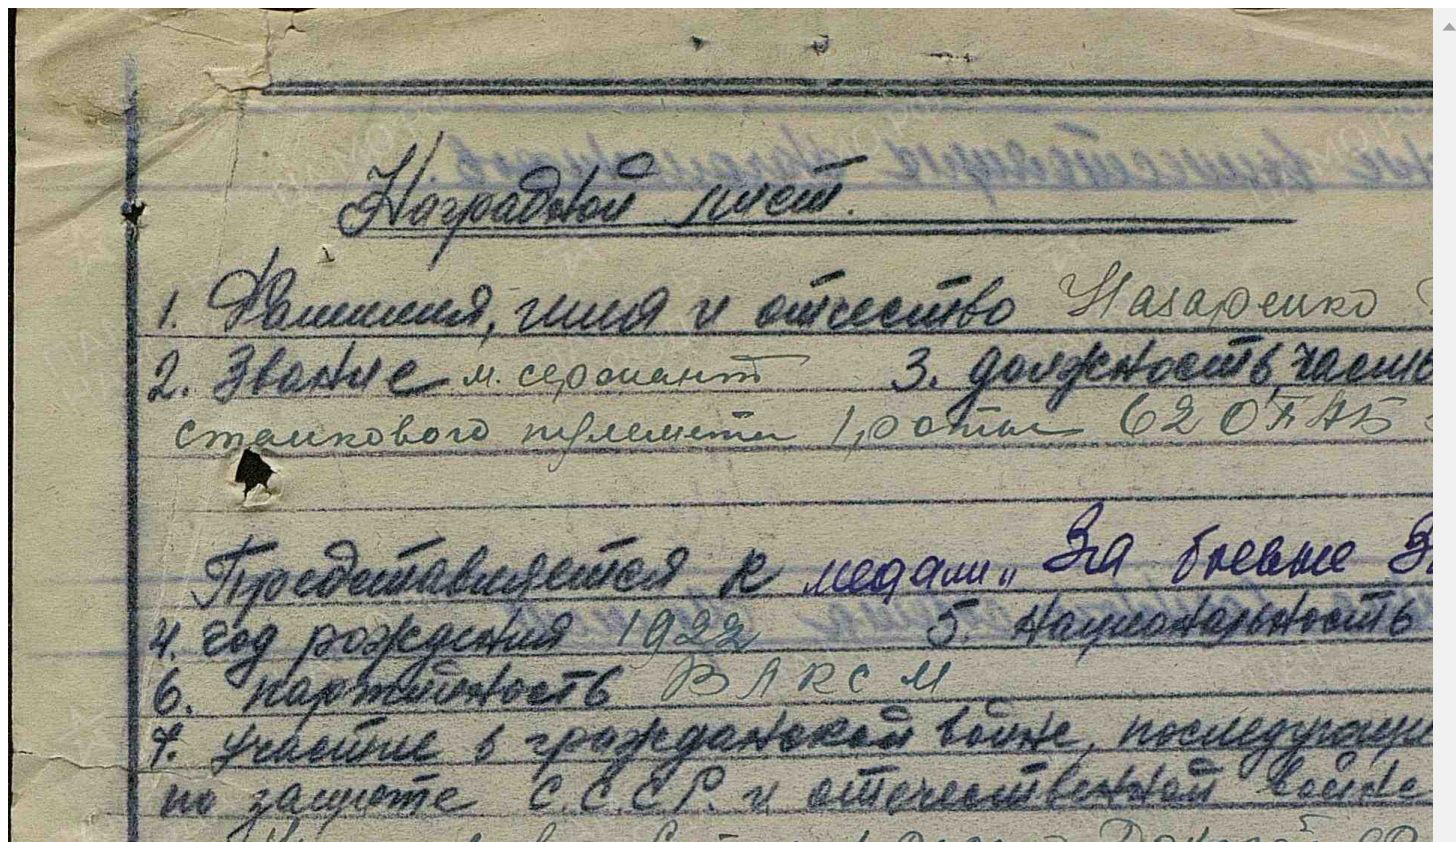 Наградной лист.
1. Фамилия, имя и отчество Назаренко
2. Звание м. сержант 3. должность, часть
станкового пулемета 1 роты 62 ОПАБ
Представляется к медали „За боевые
4. год рождения 1922 5. Национальность
6. партийность ВЛКСМ
7. участие в гражданской войне, последующи
по защите С.С.С.Р. и отечественной войне